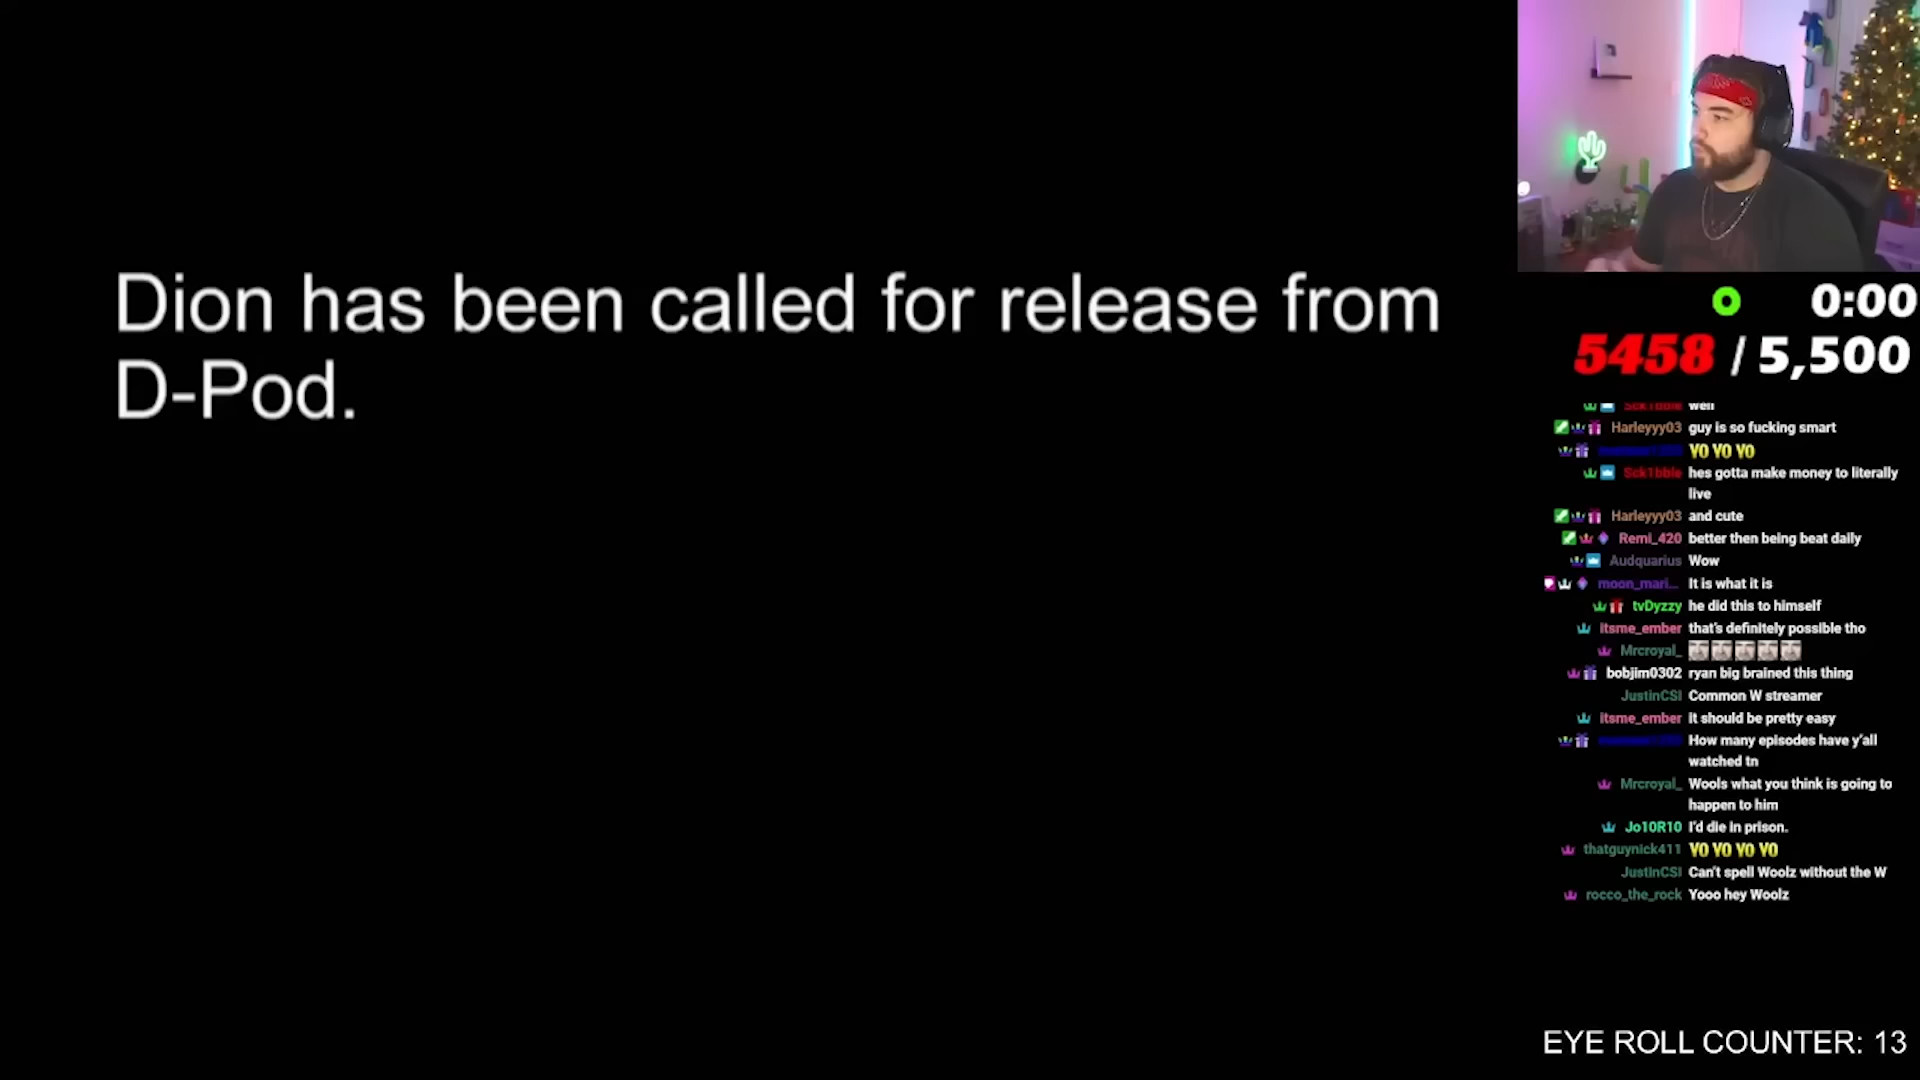 Dion has been called for release from
D-Pod.
0:00
5458 / 5,500
Sck1bble well
Harleyyy03 guy is so fucking smart
YO YO YO
Sck1bble hes gotta make money to literally
live
Harleyyy03 and cute
Remi_420 better then being beat daily
Audquarius Wow
moon_mari... It is what it is
tvDyzzy he did this to himself
itsme_ember that's definitely possible tho
Mrcroyal_
bobjim0302 ryan big brained this thing
JustinCSI Common W streamer
itsme_ember it should be pretty easy
How many episodes have y'all
watched tn
Mrcroyal_ Wools what you think is going to
happen to him
Jo10R10 I'd die in prison.
thatguynick411 YO YO YO YO
JustinCSI Can't spell Woolz without the W
rocco_the_rock Yooo hey Woolz
EYE ROLL COUNTER: 13